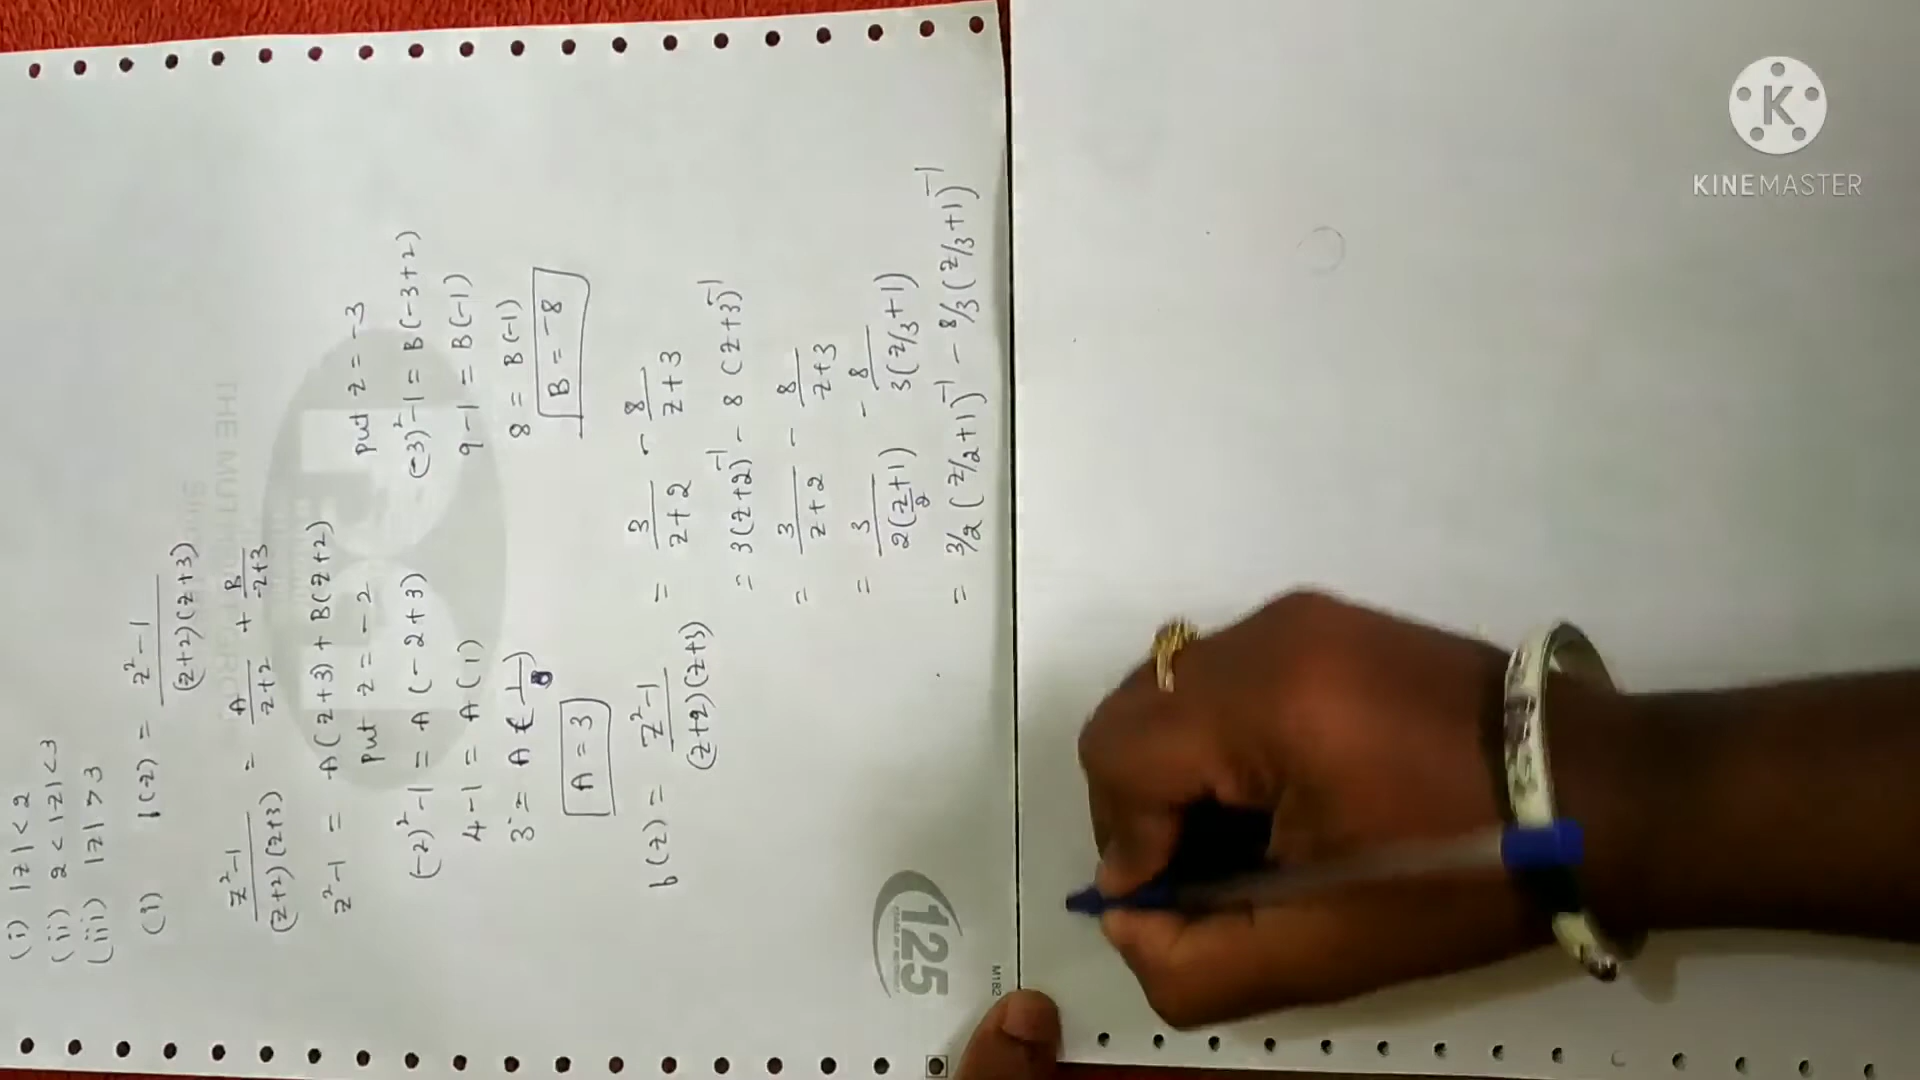 (i) |z| < 2
(ii) 2 < |z| < 3
(iii) |z| > 3
(i) f(z) = z²-1 / (z+2)(z+3)
z²-1 / (z+2)(z+3) = A / z+2 + B / z+3
z²-1 = A(z+3) + B(z+2)
put z = -2
(-2)²-1 = A(-2+3)
4-1 = A(1)
3 = A(1)
A = 3
put z = -3
(-3)²-1 = B(-3+2)
9-1 = B(-1)
8 = B(-1)
B = -8
f(z) = z²-1 / (z+2)(z+3) = 3 / z+2 - 8 / z+3
= 3(z+2)⁻¹ - 8(z+3)⁻¹
= 3 / z+2 - 8 / z+3
= 3 / 2(z/2+1) - 8 / 3(z/3+1)
= 3/2 (z/2+1)⁻¹ - 8/3 (z/3+1)⁻¹
125
M182
K
KINEMASTER